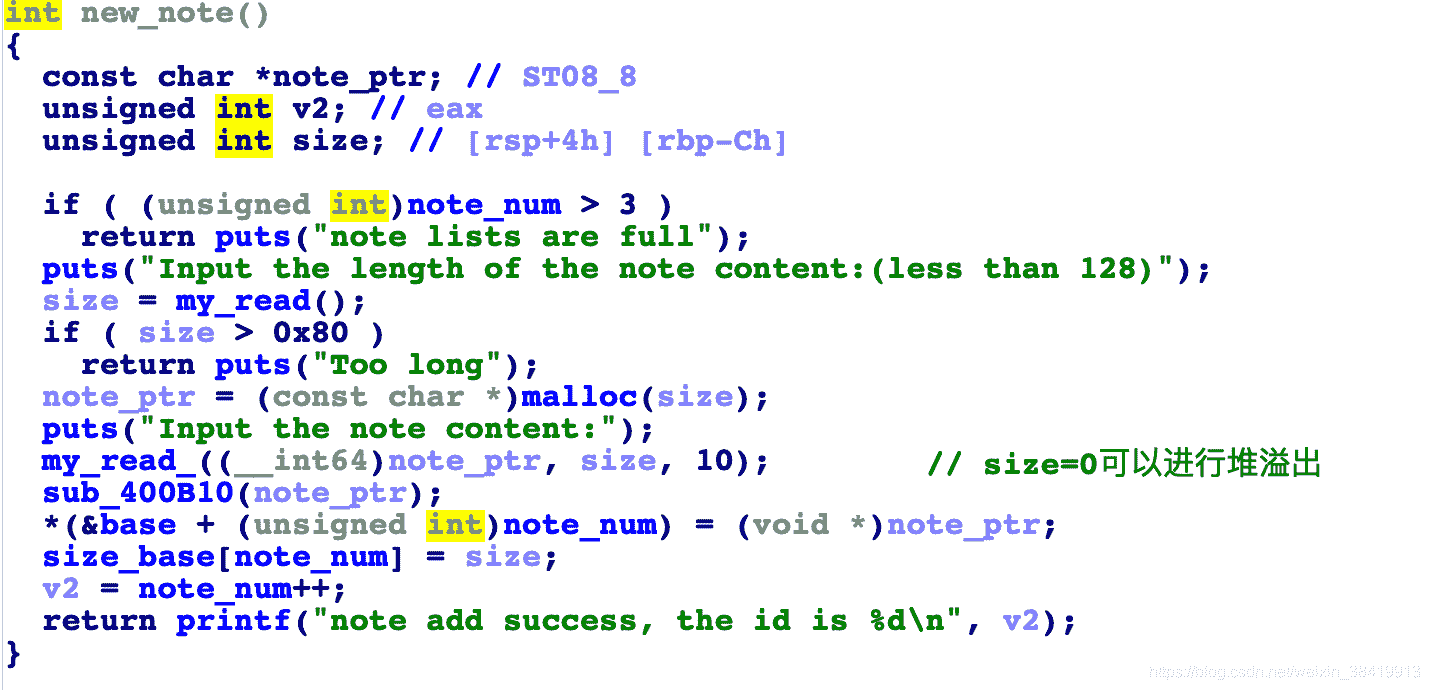 int new_note()
{
  const char *note_ptr; // ST08_8
  unsigned int v2; // eax
  unsigned int size; // [rsp+4h] [rbp-Ch]

  if ( (unsigned int)note_num > 3 )
    return puts("note lists are full");
  puts("Input the length of the note content:(less than 128)");
  size = my_read();
  if ( size > 0x80 )
    return puts("Too long");
  note_ptr = (const char *)malloc(size);
  puts("Input the note content:");
  my_read_((__int64)note_ptr, size, 10);        // size=0可以进行堆溢出
  sub_400B10(note_ptr);
  *(&base + (unsigned int)note_num) = (void *)note_ptr;
  size_base[note_num] = size;
  v2 = note_num++;
  return printf("note add success, the id is %d\n", v2);
}
https://blog.csdn.net/weixin_38419913